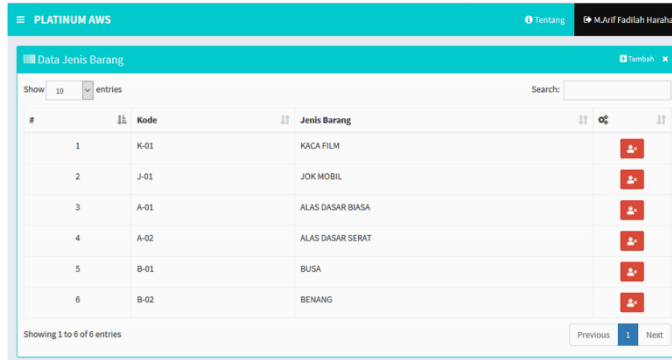 PLATINUM AWS Tentang M.Arif Fadilah Haraha
Data Jenis Barang Tambah
Show 10 entries Search:
# Kode Jenis Barang
1 K-01 KACA FILM
2 J-01 JOK MOBIL
3 A-01 ALAS DASAR BIASA
4 A-02 ALAS DASAR SERAT
5 B-01 BUSA
6 B-02 BENANG
Showing 1 to 6 of 6 entries Previous 1 Next